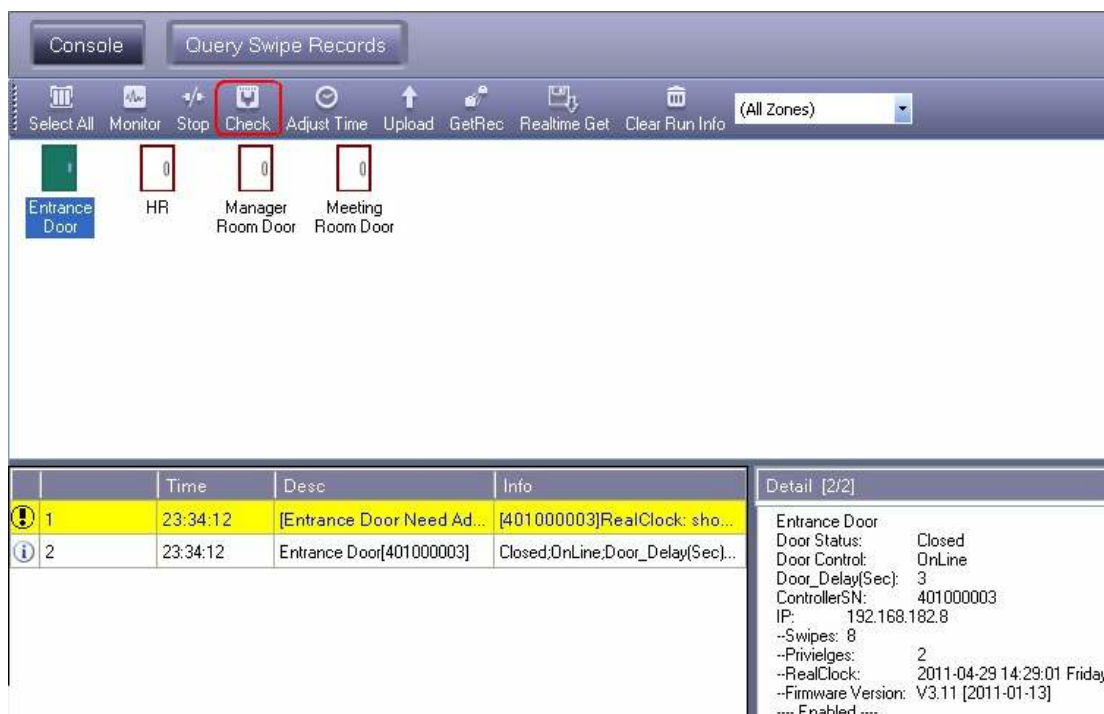 Console Query Swipe Records
Select All Monitor Stop Check Adjust Time Upload GetRec Realtime Get Clear Run Info (All Zones)
Entrance Door
HR
Manager Room Door
Meeting Room Door
Time Desc Info
1 23:34:12 [Entrance Door Need Ad... [401000003]RealClock: sho...
2 23:34:12 Entrance Door[401000003] Closed;OnLine;Door_Delay(Sec)...
Detail [2/2]
Entrance Door
Door Status: Closed
Door Control: OnLine
Door_Delay(Sec): 3
ControllerSN: 401000003
IP: 192.168.182.8
--Swipes: 8
--Privielges: 2
--RealClock: 2011-04-29 14:29:01 Friday
--Firmware Version: V3.11 [2011-01-13]
---- Enabled ----